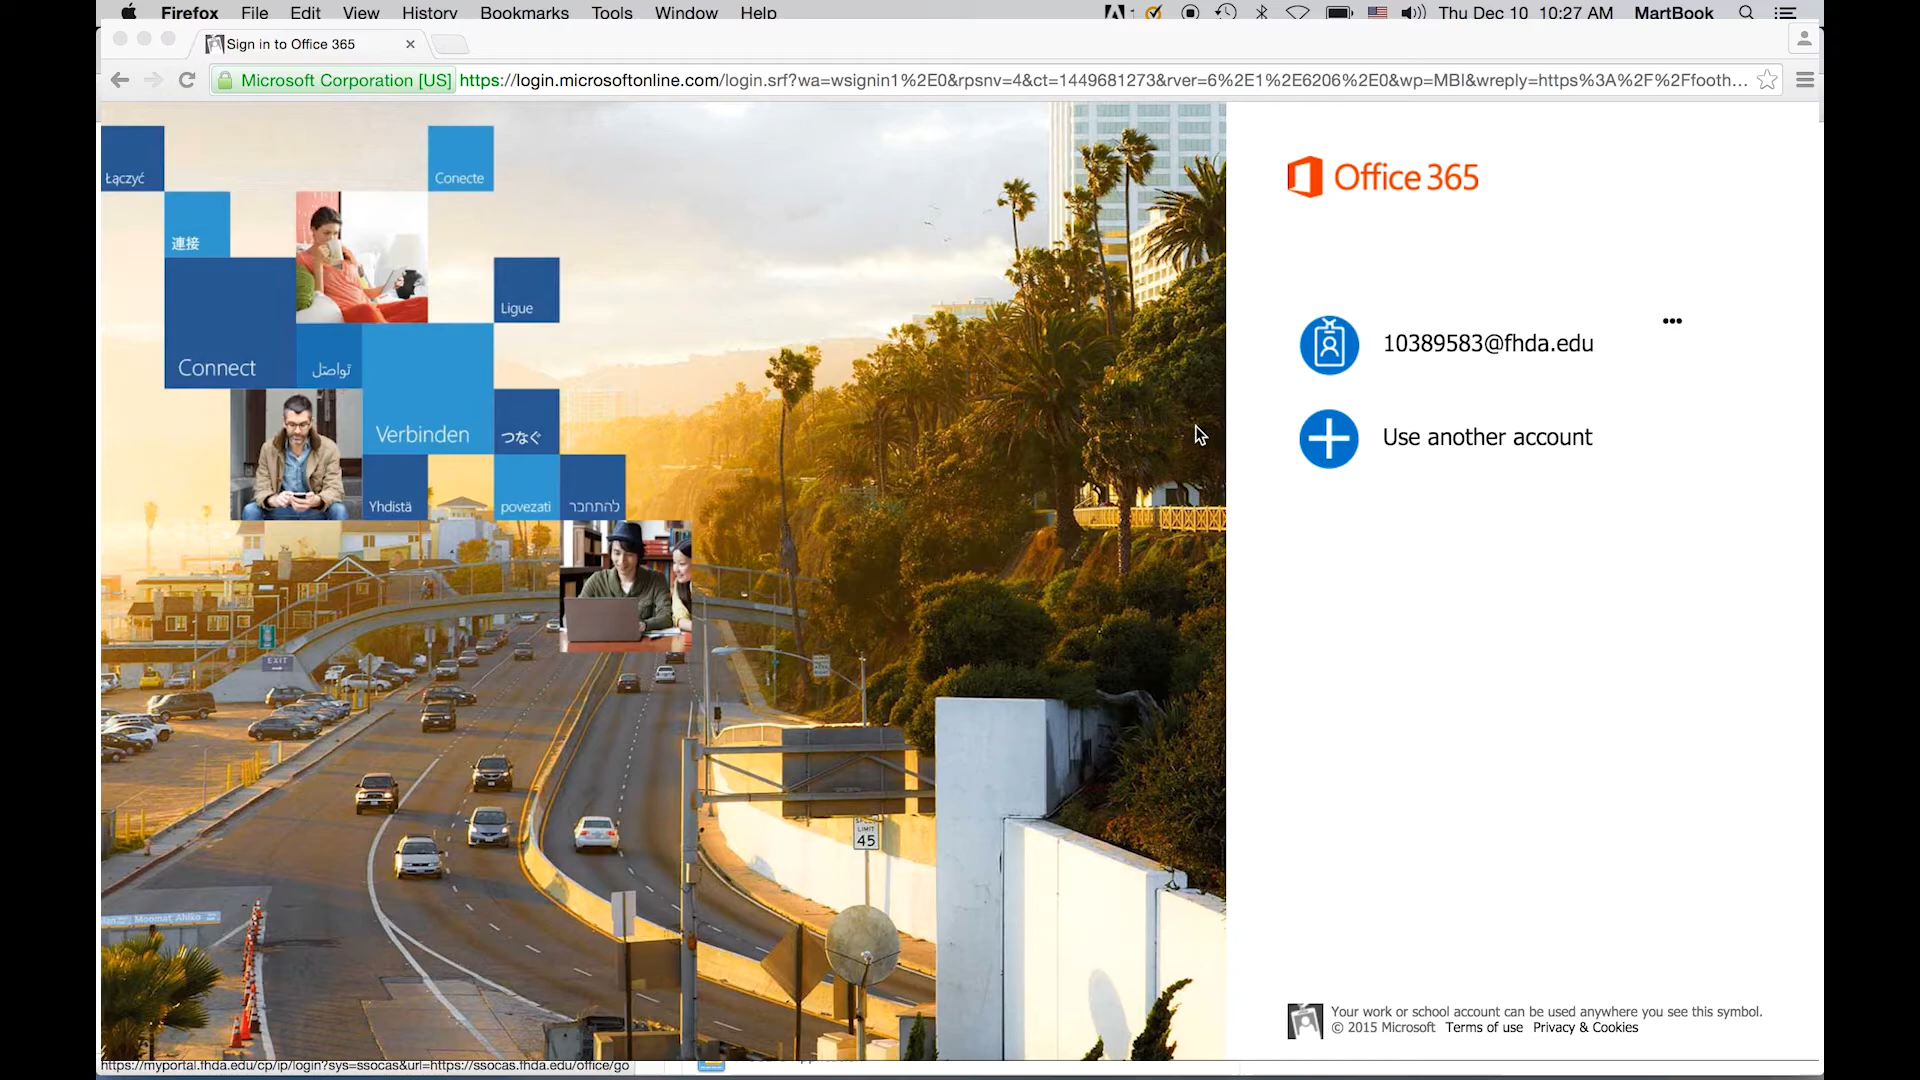 Firefox File Edit View History Bookmarks Tools Window Help Thu Dec 10 10:27 AM MartBook
Sign in to Office 365
Microsoft Corporation [US] https://login.microsoftonline.com/login.srf?wa=wsignin1%2E0&rpsnv=4&ct=1449681273&rver=6%2E1%2E6206%2E0&wp=MBI&wreply=https%3A%2F%2Ffooth...
Łączyć
Conecte
連接
Ligue
Connect
تواصَل
Verbinden
つなぐ
Yhdistä
povezati
להתחבר
EXIT
LIMIT
45
Moomat Ahiko
Office 365
10389583@fhda.edu
Use another account
Your work or school account can be used anywhere you see this symbol.
© 2015 Microsoft Terms of use Privacy & Cookies
https://myportal.fhda.edu/cp/ip/login?sys=ssocas&url=https://ssocas.fhda.edu/office/go